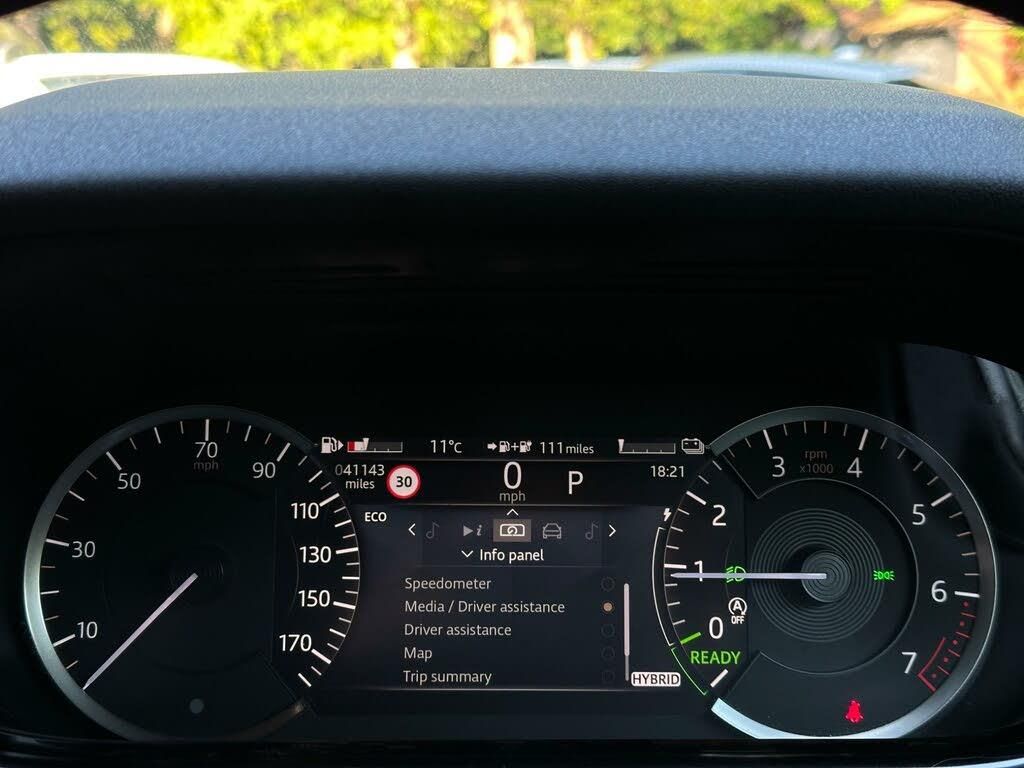 11°C
+
111 miles
041143
miles
30
0
mph
P
18:21
ECO
i
Info panel
Speedometer
Media / Driver assistance
Driver assistance
Map
Trip summary
HYBRID
10
30
50
70
mph
90
110
130
150
170
rpm
x1000
0
1
2
3
4
5
6
7
A
OFF
READY